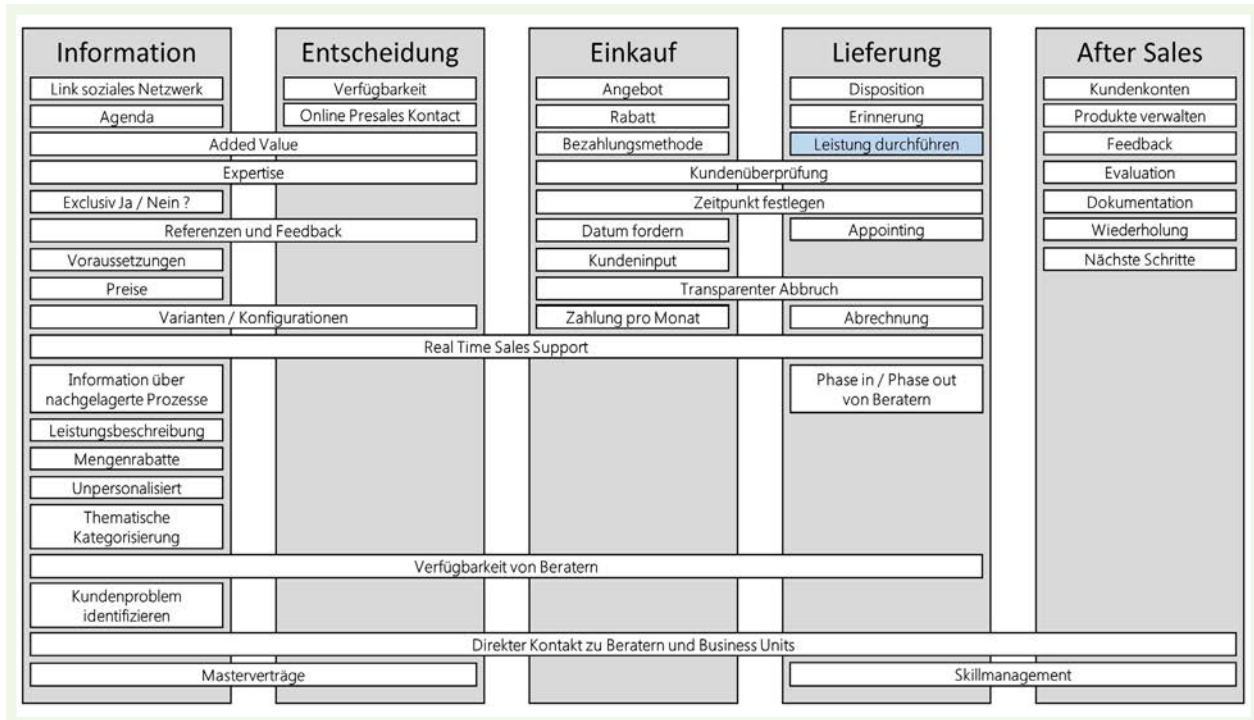 Information
Entscheidung
Einkauf
Lieferung
After Sales
Link soziales Netzwerk
Verfügbarkeit
Angebot
Disposition
Kundenkonten
Agenda
Online Presales Kontact
Rabatt
Erinnerung
Produkte verwalten
Added Value
Bezahlungsmethode
Leistung durchführen
Feedback
Expertise
Kundenüberprüfung
Evaluation
Exclusiv Ja / Nein ?
Zeitpunkt festlegen
Dokumentation
Referenzen und Feedback
Datum fordern
Appointing
Wiederholung
Voraussetzungen
Kundeninput
Nächste Schritte
Preise
Transparenter Abbruch
Varianten / Konfigurationen
Zahlung pro Monat
Abrechnung
Real Time Sales Support
Information über
nachgelagerte Prozesse
Phase in / Phase out
von Beratern
Leistungsbeschreibung
Mengenrabatte
Unpersonalisiert
Thematische
Kategorisierung
Verfügbarkeit von Beratern
Kundenproblem
identifizieren
Direkter Kontakt zu Beratern und Business Units
Masterverträge
Skillmanagement